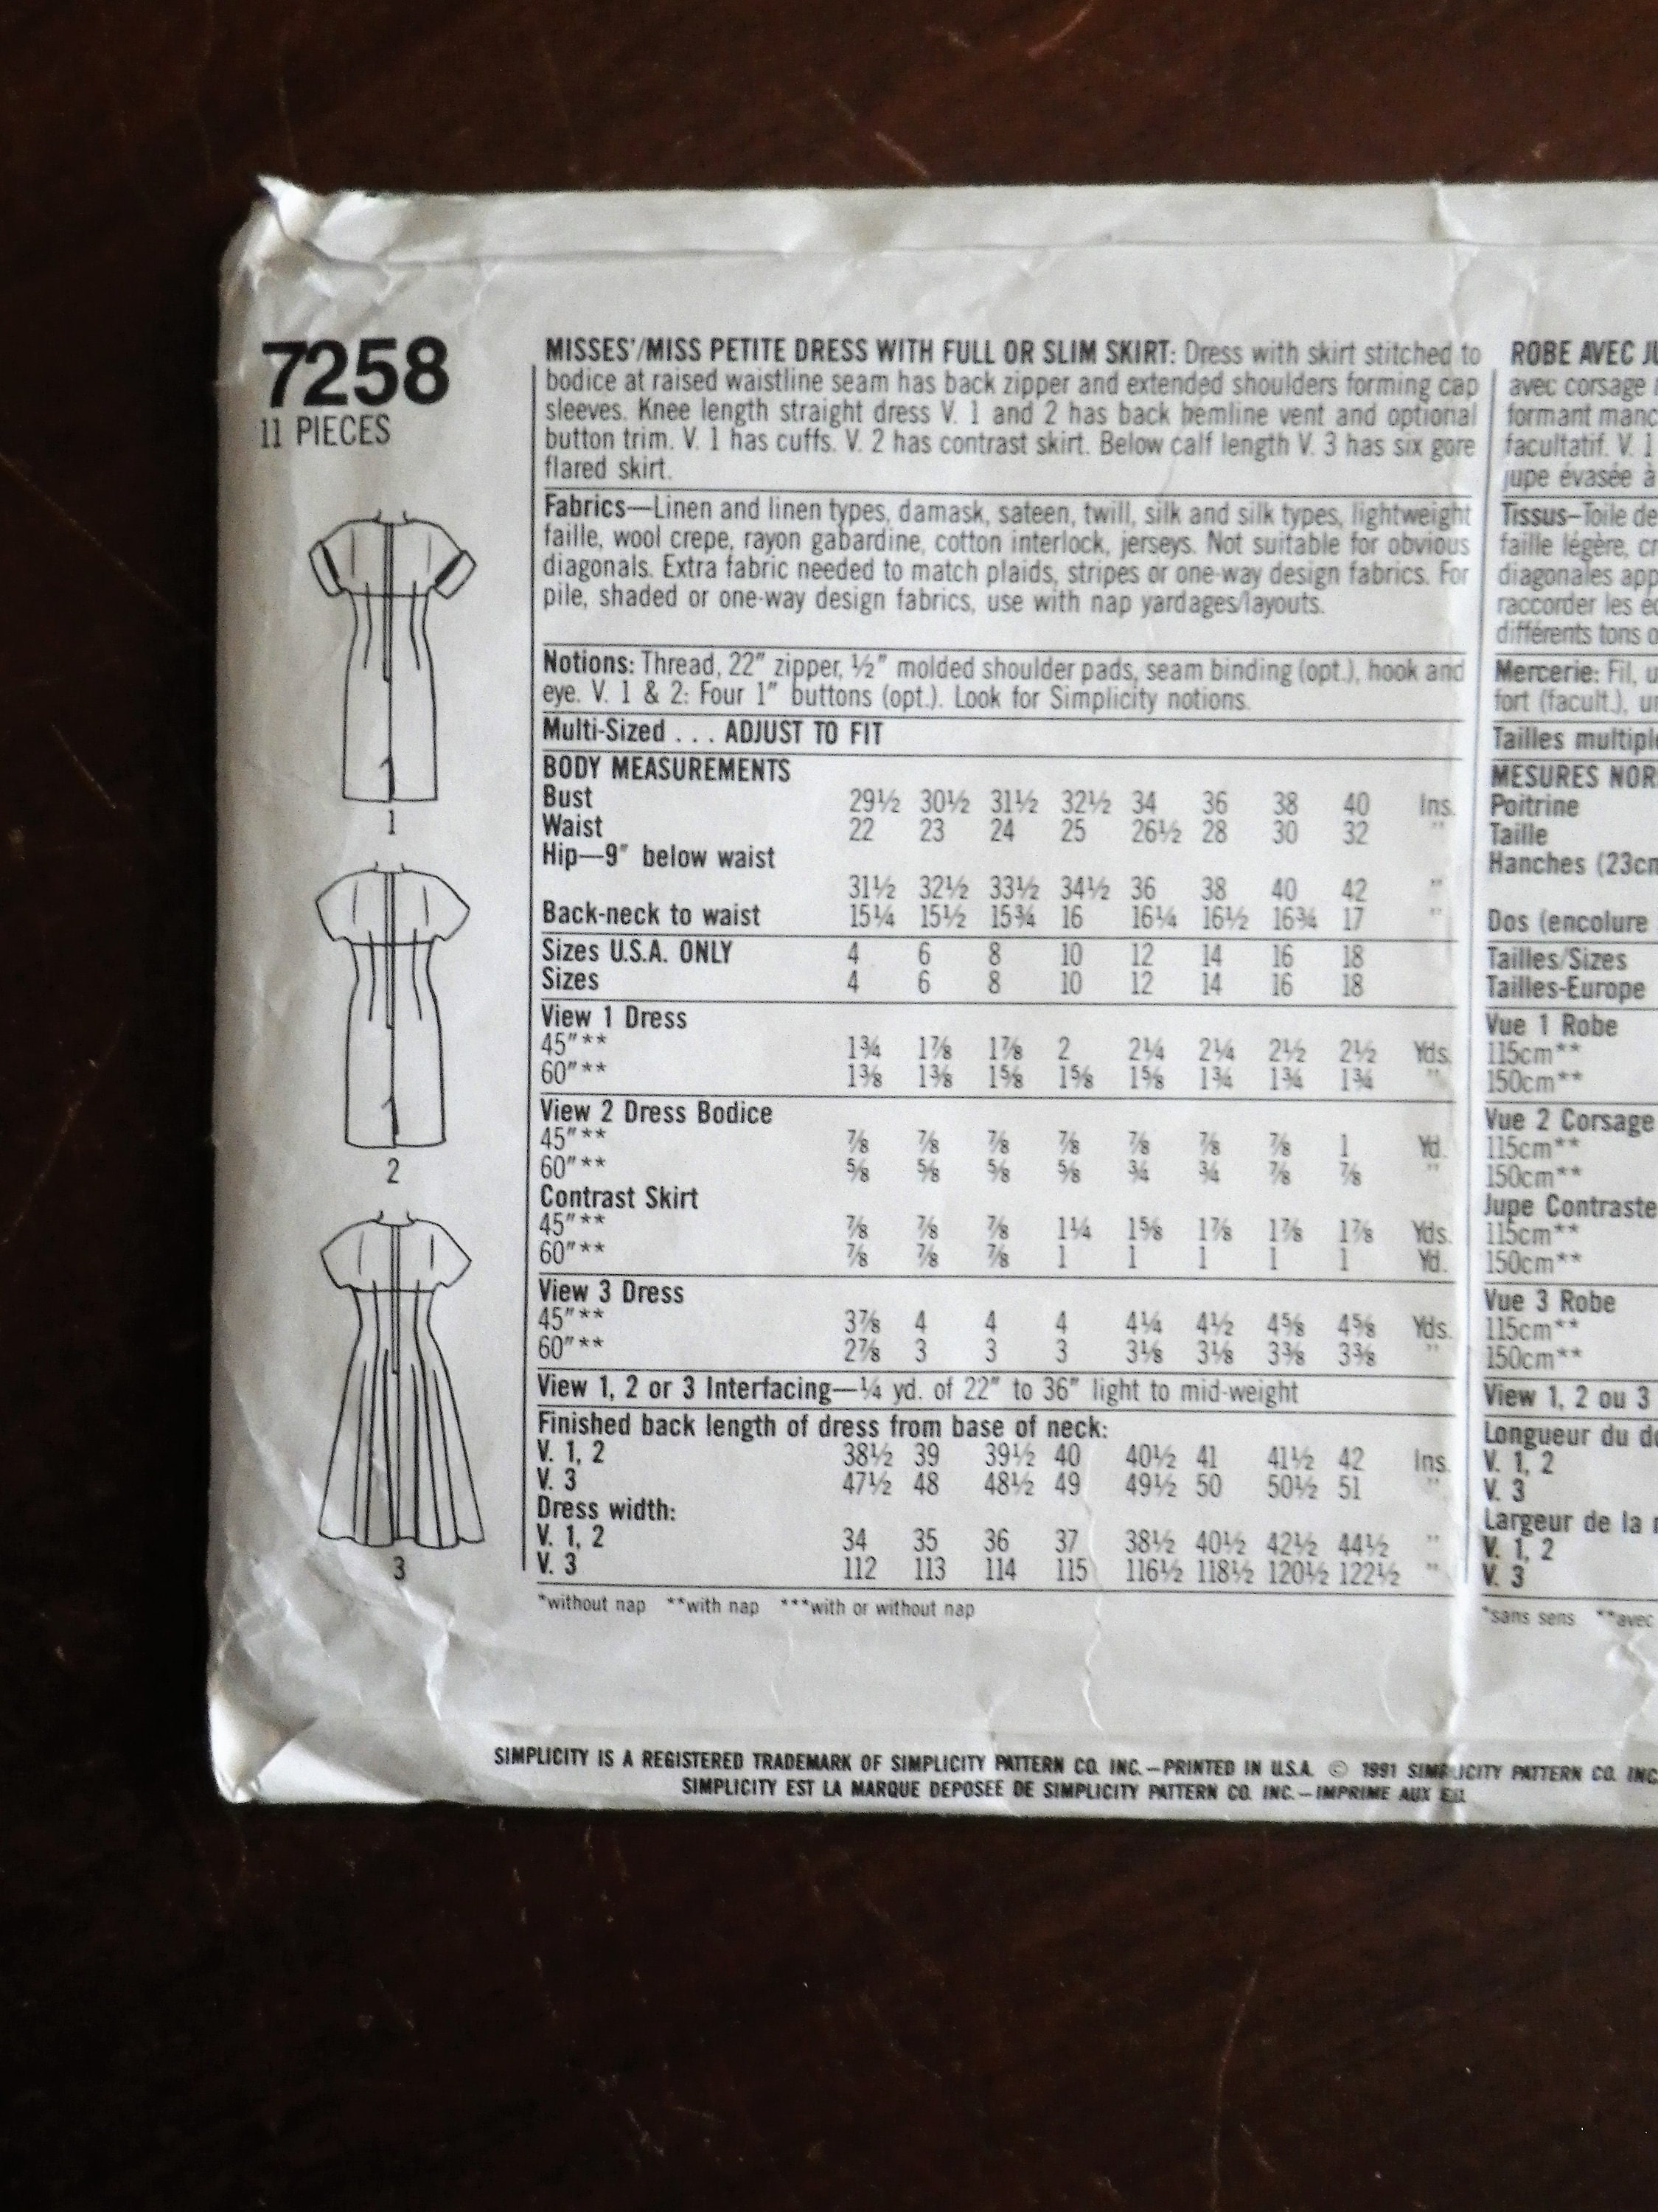 7258
11 PIECES
1
2
3
MISSES'/MISS PETITE DRESS WITH FULL OR SLIM SKIRT: Dress with skirt stitched to
bodice at raised waistline seam has back zipper and extended shoulders forming cap
sleeves. Knee length straight dress V. 1 and 2 has back hemline vent and optional
button trim. V. 1 has cuffs. V. 2 has contrast skirt. Below calf length V. 3 has six gore
flared skirt.
Fabrics—Linen and linen types, damask, sateen, twill, silk and silk types, lightweight
faille, wool crepe, rayon gabardine, cotton interlock, jerseys. Not suitable for obvious
diagonals. Extra fabric needed to match plaids, stripes or one-way design fabrics. For
pile, shaded or one-way design fabrics, use with nap yardages/layouts.
Notions: Thread, 22" zipper, ½" molded shoulder pads, seam binding (opt.), hook and
eye. V. 1 & 2: Four 1" buttons (opt.). Look for Simplicity notions.
Multi-Sized . . . ADJUST TO FIT
BODY MEASUREMENTS
Bust 29½ 30½ 31½ 32½ 34 36 38 40 Ins.
Waist 22 23 24 25 26½ 28 30 32 "
Hip—9" below waist
31½ 32½ 33½ 34½ 36 38 40 42 "
Back-neck to waist 15¼ 15½ 15¾ 16 16¼ 16½ 16¾ 17 "
Sizes U.S.A. ONLY 4 6 8 10 12 14 16 18
Sizes 4 6 8 10 12 14 16 18
View 1 Dress
45"** 1¾ 1⅞ 1⅞ 2 2¼ 2¼ 2½ 2½ Yds.
60"** 1⅜ 1⅜ 1⅝ 1⅝ 1⅝ 1¾ 1¾ 1¾ "
View 2 Dress Bodice
45"** ⅞ ⅞ ⅞ ⅞ ⅞ ⅞ ⅞ 1 Yd.
60"** ⅝ ⅝ ⅝ ⅝ ¾ ¾ ⅞ ⅞ "
Contrast Skirt
45"** ⅞ ⅞ ⅞ 1¼ 1⅝ 1⅞ 1⅞ 1⅞ Yds.
60"** ⅞ ⅞ ⅞ 1 1 1 1 1 Yd.
View 3 Dress
45"** 3⅞ 4 4 4 4¼ 4½ 4⅝ 4⅝ Yds.
60"** 2⅞ 3 3 3 3⅛ 3⅛ 3⅜ 3⅜ "
View 1, 2 or 3 Interfacing—¼ yd. of 22" to 36" light to mid-weight
Finished back length of dress from base of neck:
V. 1, 2 38½ 39 39½ 40 40½ 41 41½ 42 Ins.
V. 3 47½ 48 48½ 49 49½ 50 50½ 51 "
Dress width:
V. 1, 2 34 35 36 37 38½ 40½ 42½ 44½ "
V. 3 112 113 114 115 116½ 118½ 120½ 122½ "
*without nap **with nap ***with or without nap
ROBE AVEC
avec corsage
formant
facultatif. V. 1
jupe évasée à
Tissus–Toile de
faille légère,
diagonales
raccorder les
différents tons
Mercerie: Fil,
fort (facult.),
Tailles
MESURES
Poitrine
Taille
Hanches
Dos (encolure
Tailles/Sizes
Tailles-Europe
Vue 1 Robe
115cm**
150cm**
Vue 2 Corsage
115cm**
150cm**
Jupe Contraste
115cm**
150cm**
Vue 3 Robe
115cm**
150cm**
View 1, 2 ou 3
Longueur du
V. 1, 2
V. 3
Largeur de la
V. 1, 2
V. 3
*sans sens **avec
SIMPLICITY IS A REGISTERED TRADEMARK OF SIMPLICITY PATTERN CO. INC.—PRINTED IN U.S.A. © 1991 SIMPLICITY PATTERN CO. INC.
SIMPLICITY EST LA MARQUE DEPOSEE DE SIMPLICITY PATTERN CO. INC.—IMPRIME AUX